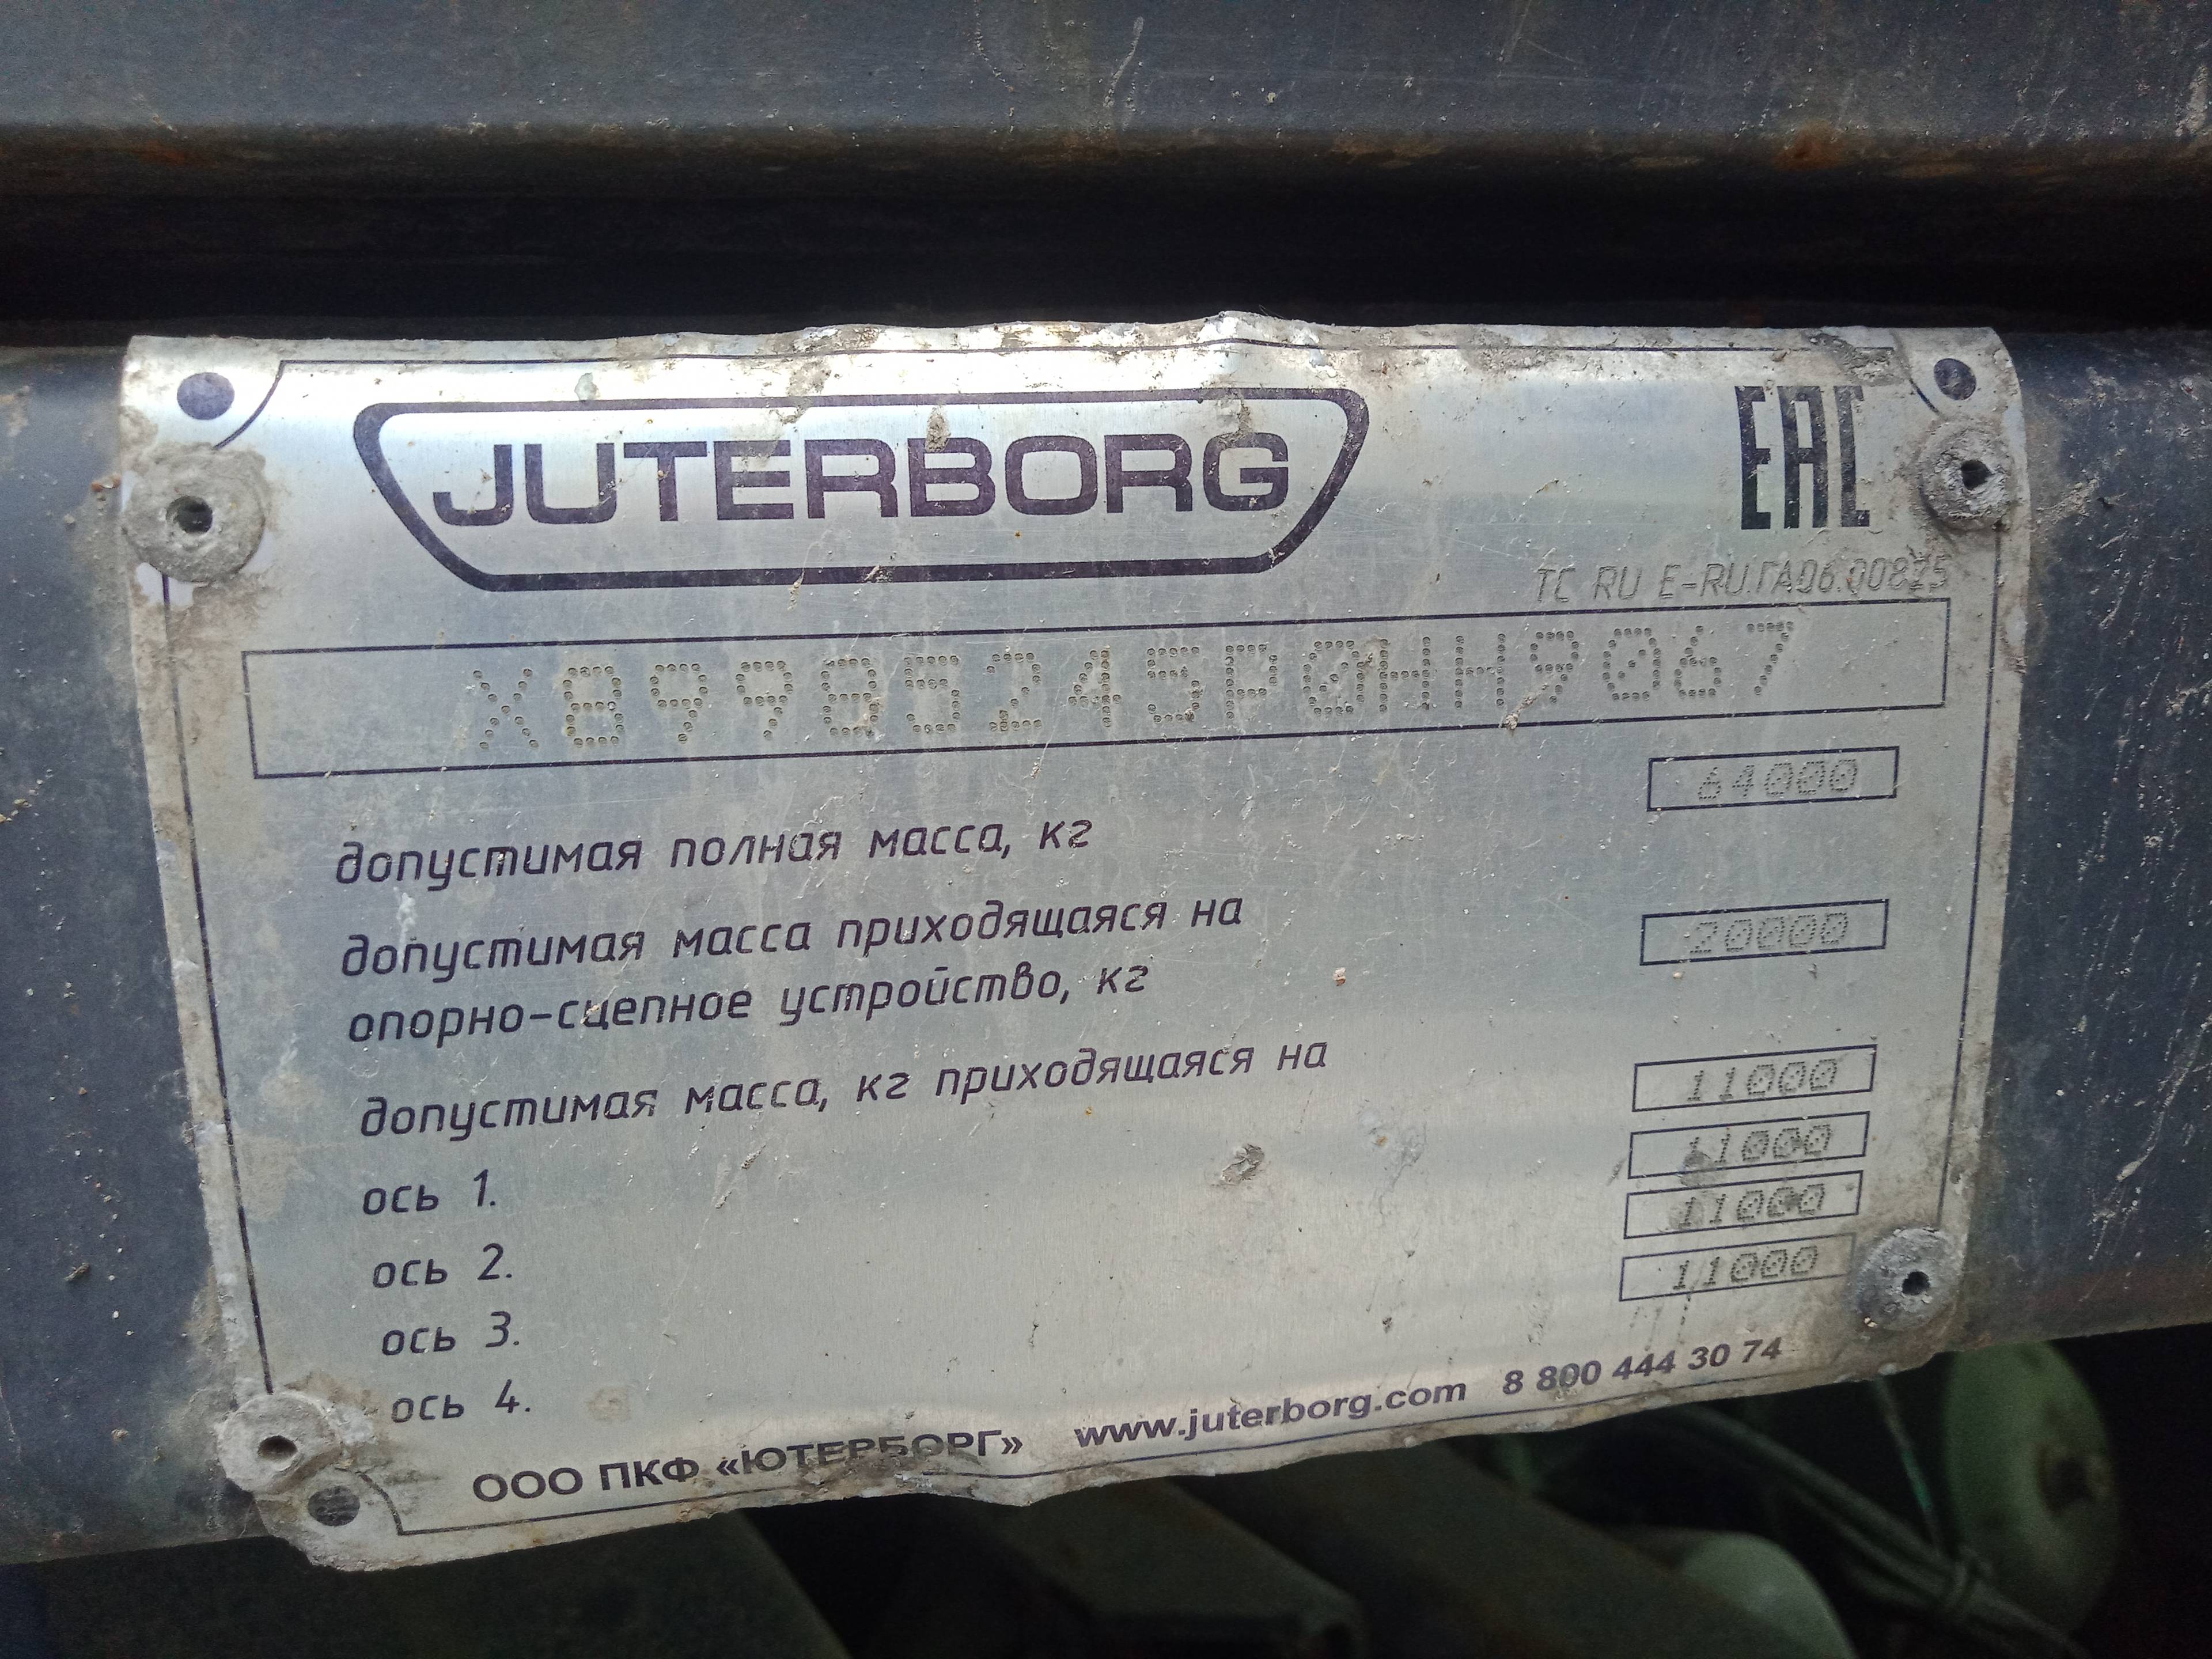 JUTERBORG
EAC
TC RU E-RU.ГА06.00825
X89985245P0HH9067
64000
допустимая полная масса, кг
допустимая масса приходящаяся на
20000
опорно-сцепное устройство, кг
допустимая масса, кг приходящаяся на
11000
ось 1.
11000
ось 2.
11000
ось 3.
11000
ось 4.
ООО ПКФ «ЮТЕРБОРГ» www.juterborg.com 8 800 444 30 74